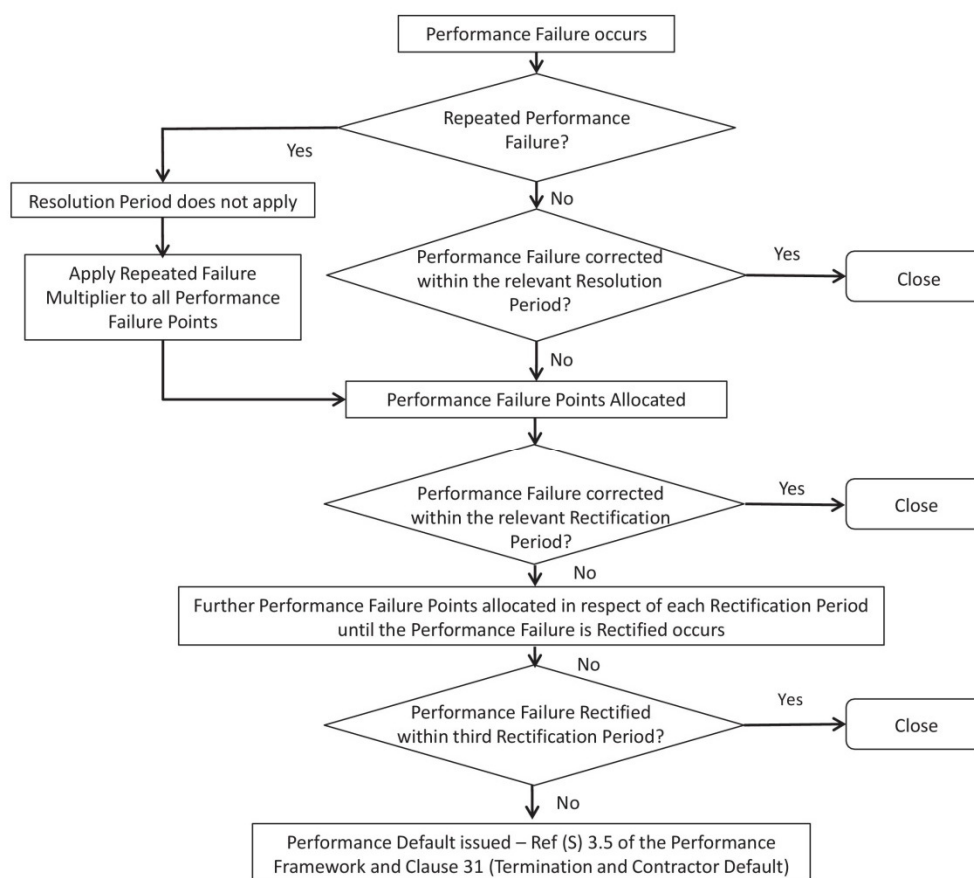 Performance Failure occurs
Repeated Performance
Failure?
Yes
No
Resolution Period does not apply
Apply Repeated Failure
Multiplier to all Performance
Failure Points
Performance Failure corrected
within the relevant Resolution
Period?
Yes
Close
No
Performance Failure Points Allocated
Performance Failure corrected
within the relevant Rectification
Period?
Yes
Close
No
Further Performance Failure Points allocated in respect of each Rectification Period
until the Performance Failure is Rectified occurs
No
Performance Failure Rectified
within third Rectification Period?
Yes
Close
No
Performance Default issued – Ref (S) 3.5 of the Performance
Framework and Clause 31 (Termination and Contractor Default)